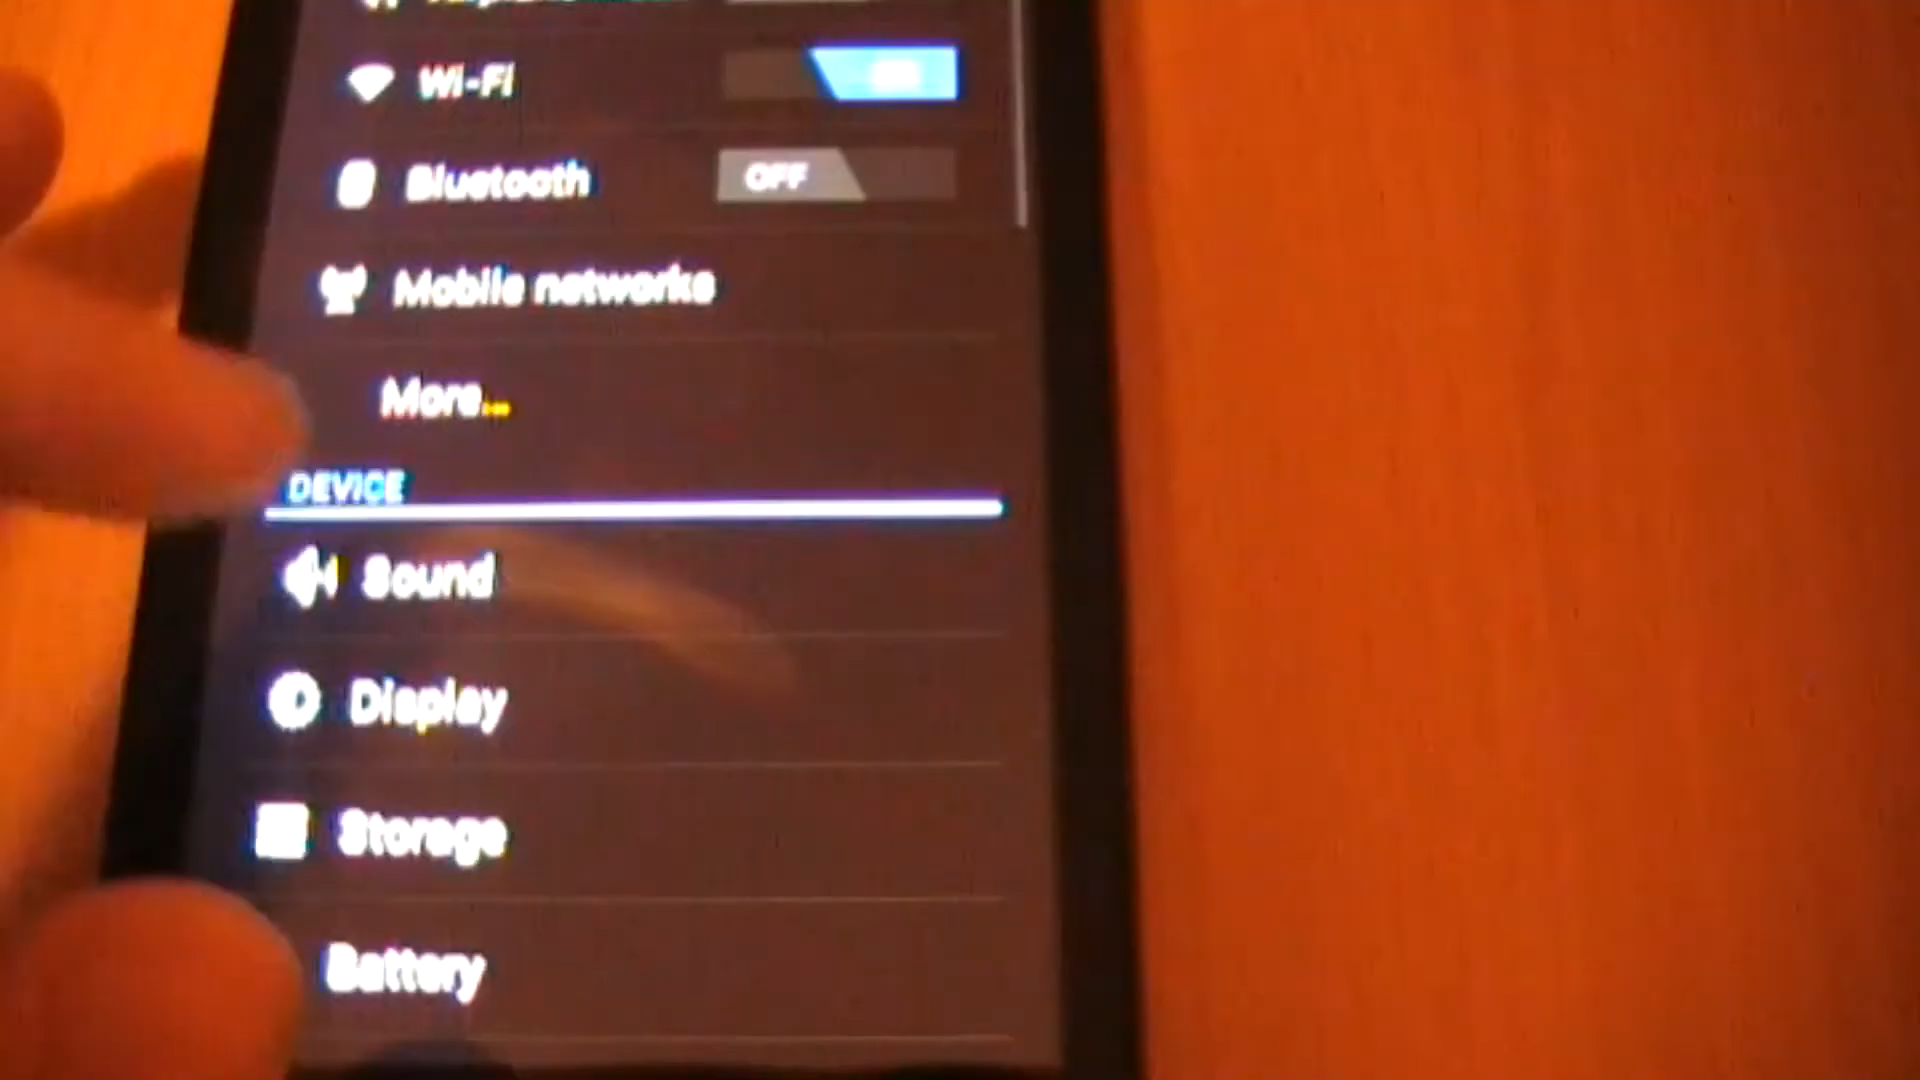 Wi-Fi
Bluetooth OFF
Mobile networks
More...
DEVICE
Sound
Display
Storage
Battery